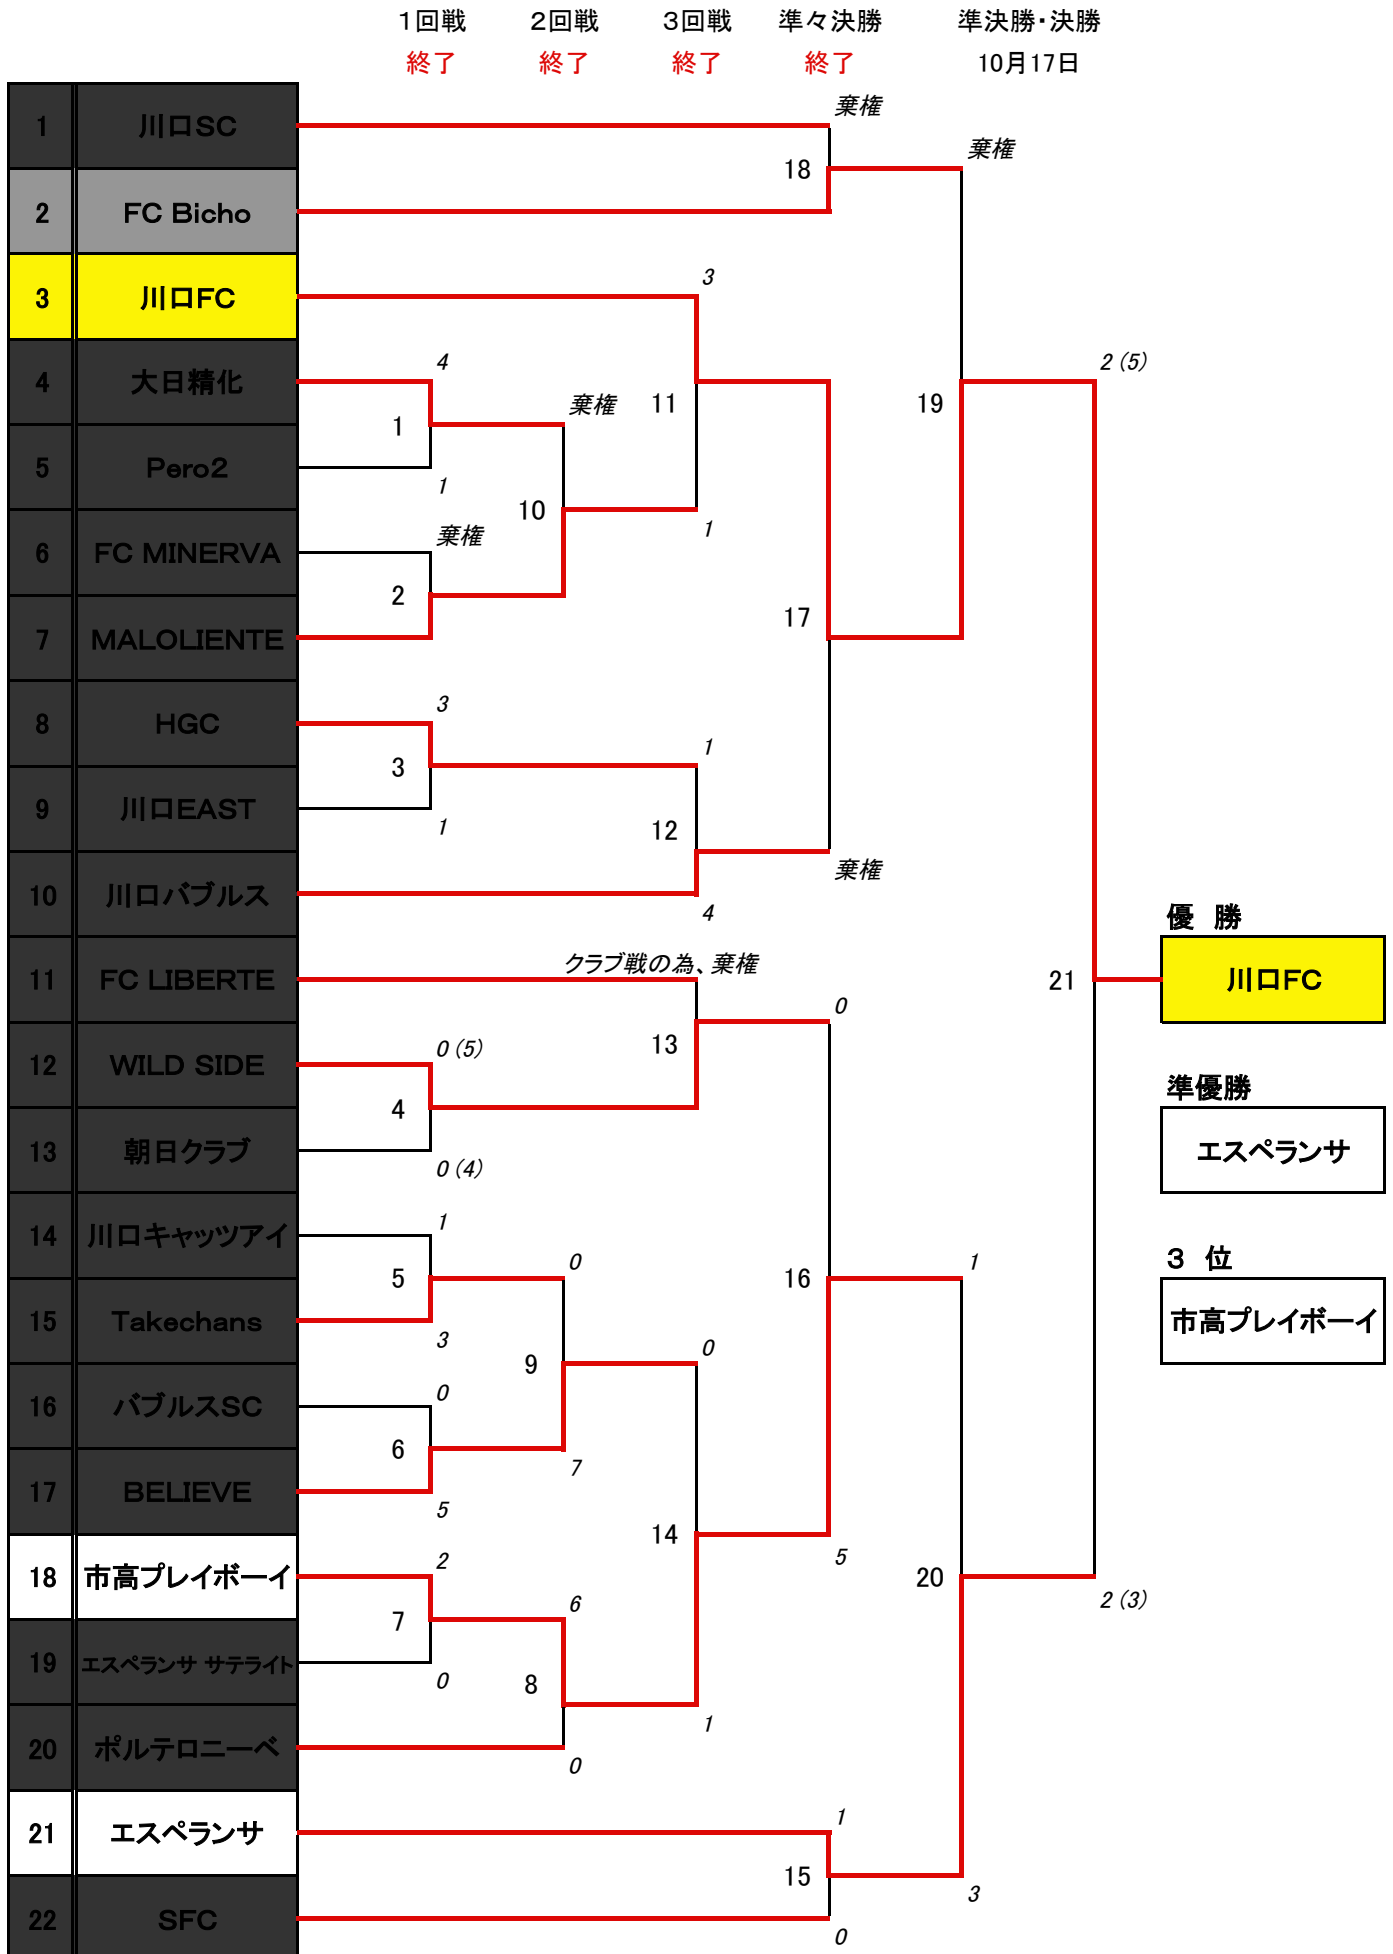 1回戦 2回戦 3回戦 準々決勝 準決勝・決勝
終了 終了 終了 終了 10月17日
棄権
1 川口SC
棄権
18
2 FC Bicho
3
3 川口FC
4 2 (5)
4 大日精化
棄権 11 19
1
5 Pero2
1
10
棄権 1
6 FC MINERVA
2
17
7 MALOLIENTE
3
8 HGC
1
3
9 川口EAST
1 12
棄権
10 川口バブルス
4
優 勝
クラブ戦の為、棄権
11 FC LIBERTE 21 川口FC
0
0 (5) 13
12 WILD SIDE
準優勝
4
13 朝日クラブ エスペランサ
0 (4)
1
14 川口キャッツアイ
0 1 3 位
5 16
15 Takechans 市高プレイボーイ
3
0
9
0
16 バブルスSC
6
7
17 BELIEVE
5
14
2 5
18 市高プレイボーイ 20
6 2 (3)
7
19 エスペランサ サテライト
0 8
1
20 ポルテロニーベ
0
1
21 エスペランサ
15
3
22 SFC
0